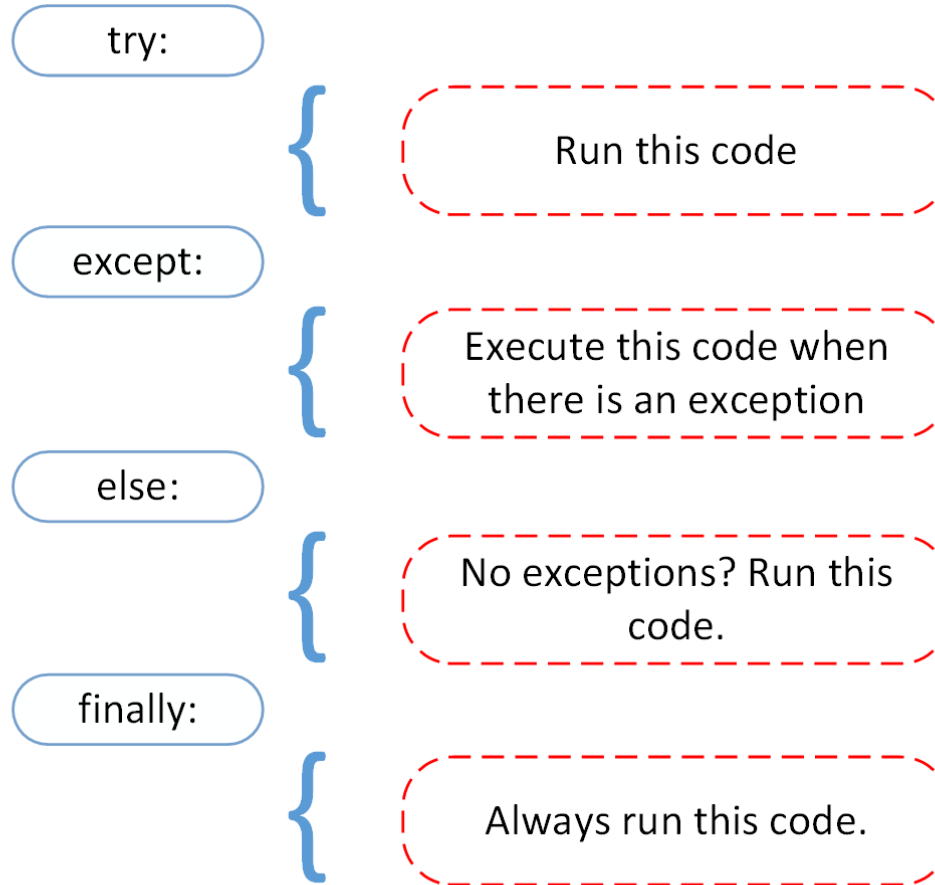 try:
Run this code
except:
Execute this code when
there is an exception
else:
No exceptions? Run this
code.
finally:
Always run this code.